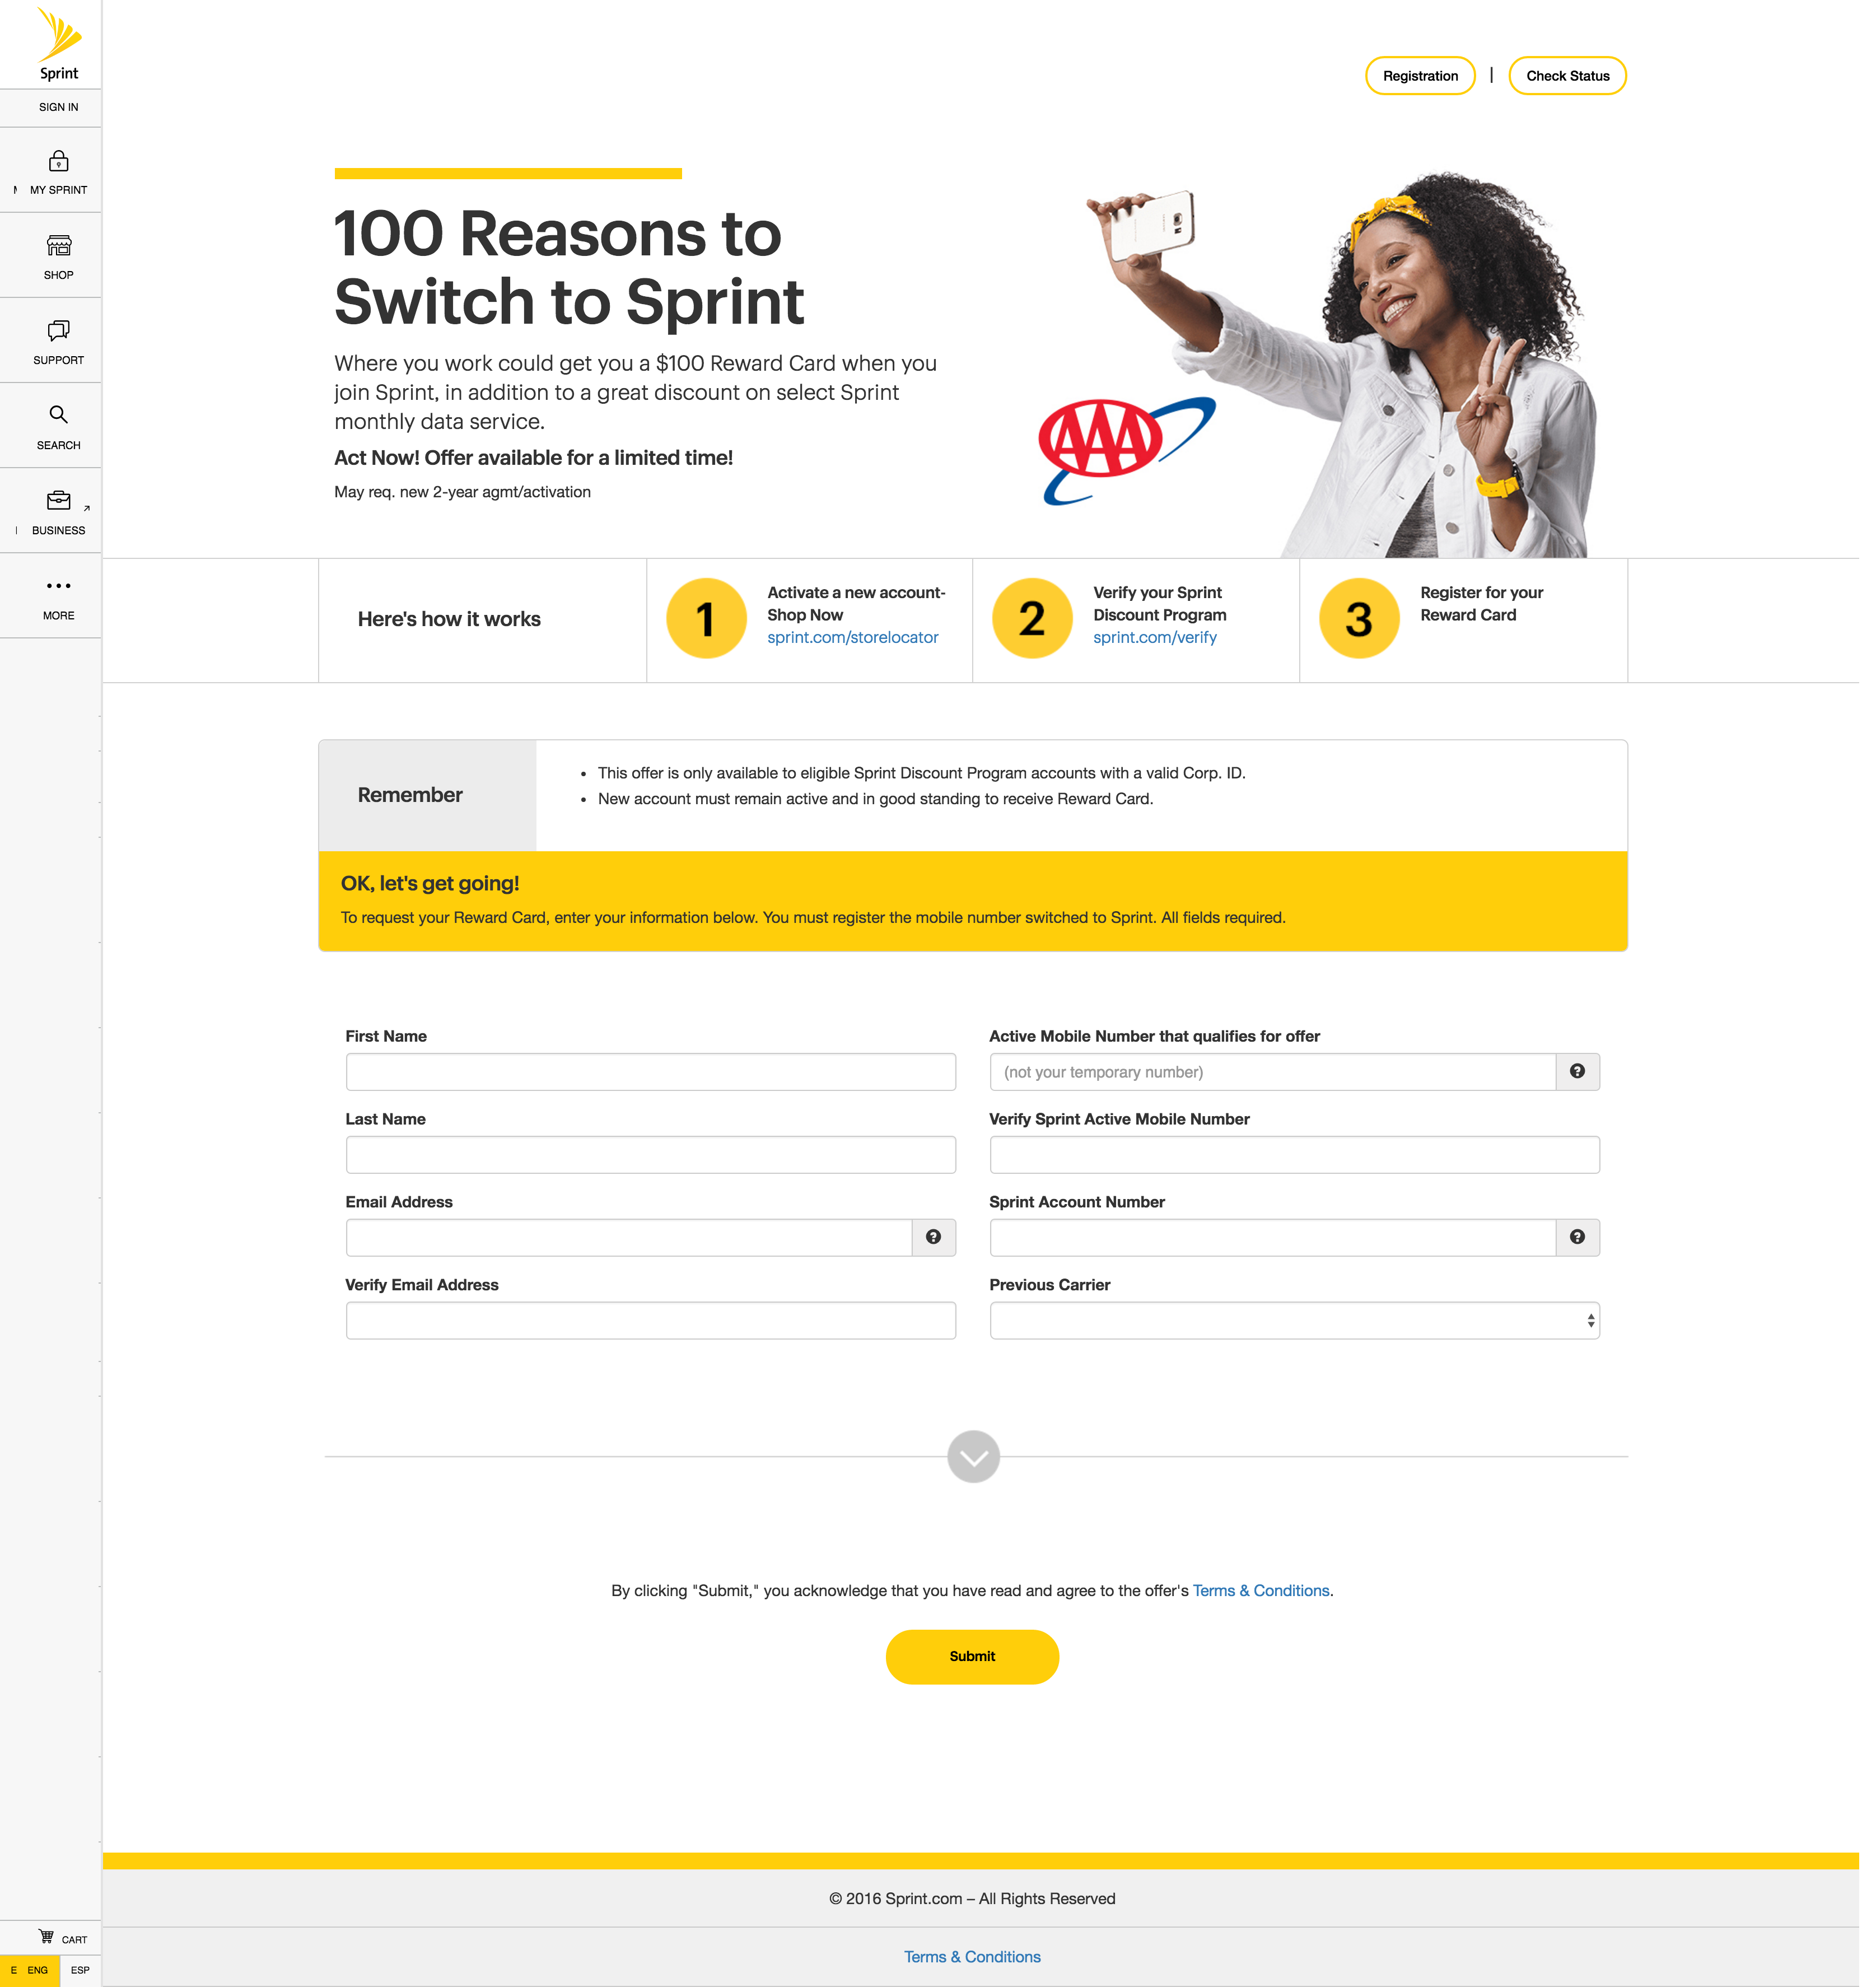 Sprint
SIGN IN
MY SPRINT
SHOP
SUPPORT
SEARCH
BUSINESS
MORE
Registration | Check Status
100 Reasons to
Switch to Sprint
Where you work could get you a $100 Reward Card when you
join Sprint, in addition to a great discount on select Sprint
monthly data service.
Act Now! Offer available for a limited time!
May req. new 2-year agmt/activation
AAA
Here's how it works
1
Activate a new account-
Shop Now
sprint.com/storelocator
2
Verify your Sprint
Discount Program
sprint.com/verify
3
Register for your
Reward Card
Remember
• This offer is only available to eligible Sprint Discount Program accounts with a valid Corp. ID.
• New account must remain active and in good standing to receive Reward Card.
OK, let's get going!
To request your Reward Card, enter your information below. You must register the mobile number switched to Sprint. All fields required.
First Name
Last Name
Email Address
?
Verify Email Address
Active Mobile Number that qualifies for offer
(not your temporary number)
?
Verify Sprint Active Mobile Number
Sprint Account Number
?
Previous Carrier
By clicking "Submit," you acknowledge that you have read and agree to the offer's Terms & Conditions.
Submit
© 2016 Sprint.com – All Rights Reserved
Terms & Conditions
CART
E ENG ESP